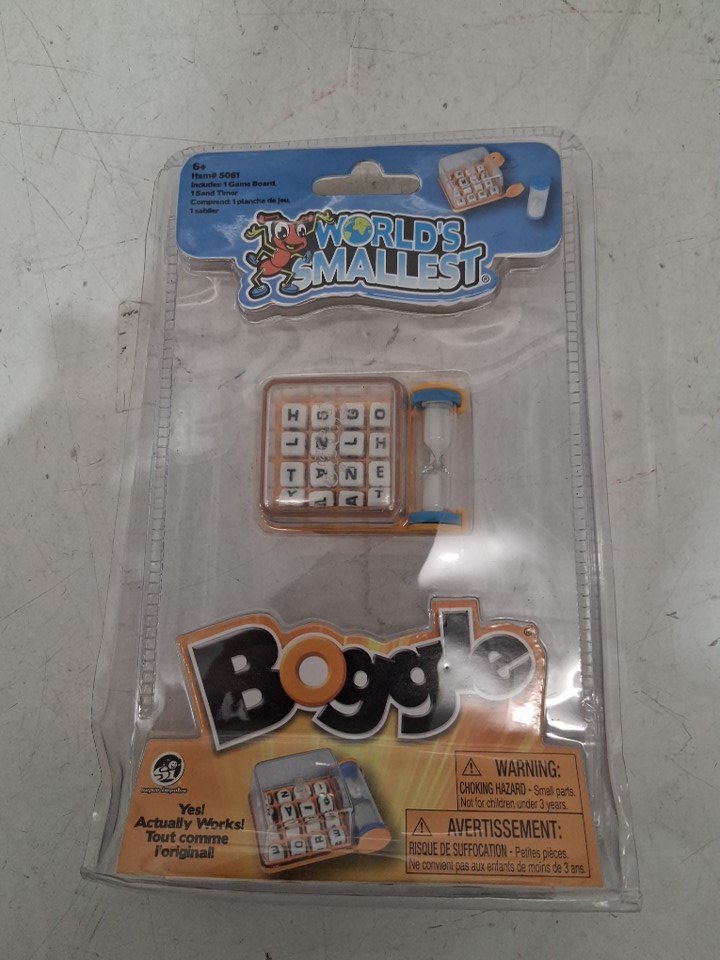 6+
Item# 5061
Includes: 1 Game Board,
1 Sand Timer
Comprend: 1 planche de jeu,
1 sablier
WORLD'S
SMALLEST®
H G G O
L N L H
T A N E
Y A A T
Boggle®
super impulse
Yes!
Actually Works!
Tout comme
l'original!
WARNING:
CHOKING HAZARD - Small parts.
Not for children under 3 years.
AVERTISSEMENT:
RISQUE DE SUFFOCATION - Petites pièces.
Ne convient pas aux enfants de moins de 3 ans.